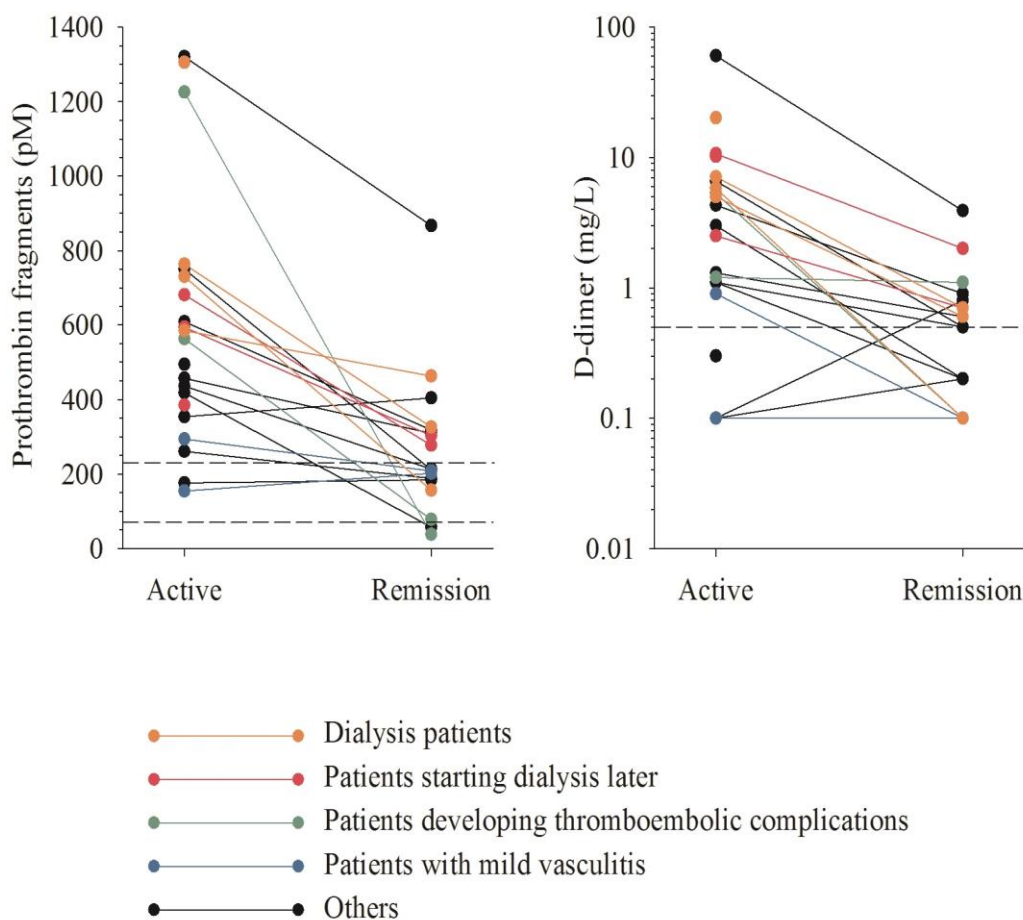 Prothrombin fragments (pM)
1400
1200
1000
800
600
400
200
0
Active
Remission
D-dimer (mg/L)
100
10
1
0.1
0.01
Active
Remission
Dialysis patients
Patients starting dialysis later
Patients developing thromboembolic complications
Patients with mild vasculitis
Others